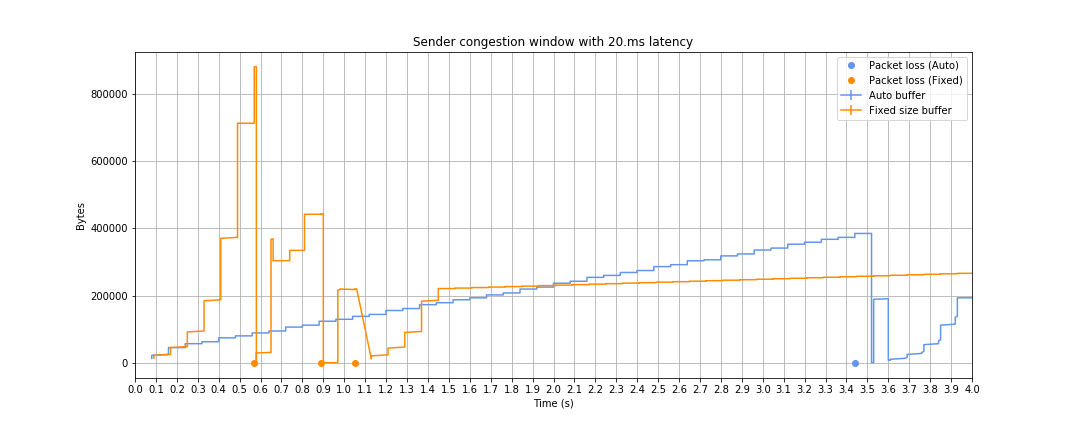 Sender congestion window with 20.ms latency
Packet loss (Auto)
Packet loss (Fixed)
Auto buffer
Fixed size buffer
Bytes
800000
600000
400000
200000
0
0.0 0.1 0.2 0.3 0.4 0.5 0.6 0.7 0.8 0.9 1.0 1.1 1.2 1.3 1.4 1.5 1.6 1.7 1.8 1.9 2.0 2.1 2.2 2.3 2.4 2.5 2.6 2.7 2.8 2.9 3.0 3.1 3.2 3.3 3.4 3.5 3.6 3.7 3.8 3.9 4.0
Time (s)